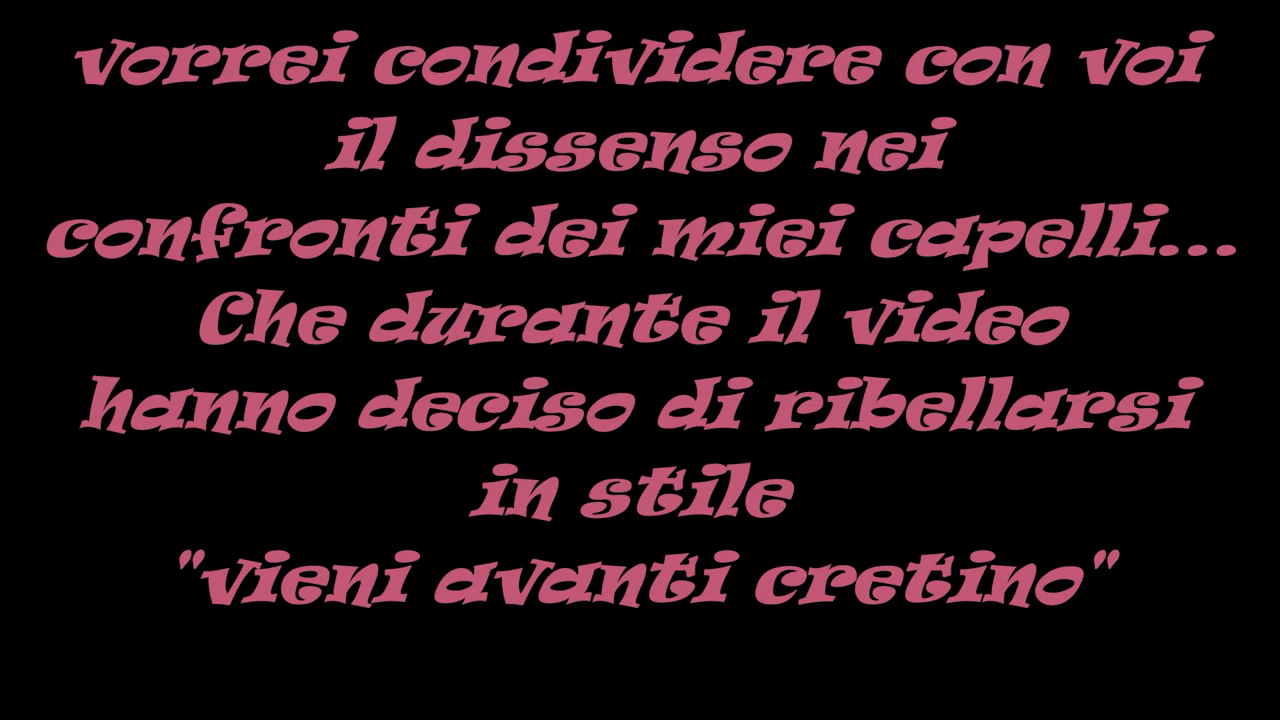 vorrei condividere con voi
il dissenso nei
confronti dei miei capelli...
Che durante il video
hanno deciso di ribellarsi
in stile
"vieni avanti cretino"